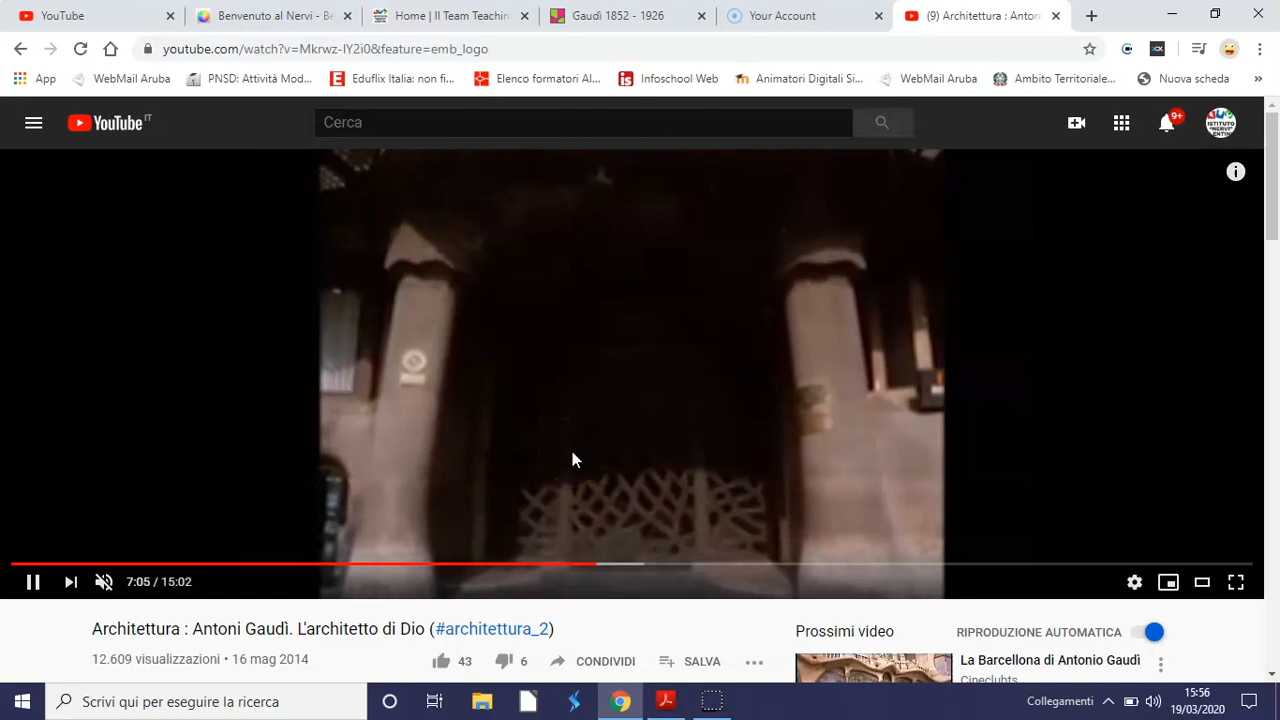 YouTube
Benvenuto al Nervi - Be
Home | Il Team Teachin
Gaudì 1852 - 1926
Your Account
(9) Architettura : Anton
youtube.com/watch?v=Mkrwz-lY2i0&feature=emb_logo
App
WebMail Aruba
PNSD: Attività Mod...
Eduflix Italia: non fi...
Elenco formatori Al...
Infoschool Web
Animatori Digitali Si...
WebMail Aruba
Ambito Territoriale...
Nuova scheda
YouTube IT
Cerca
9+
ISTITUTO "NERVI"
7:05 / 15:02
Architettura : Antoni Gaudì. L'architetto di Dio (#architettura_2)
12.609 visualizzazioni • 16 mag 2014
43
6
CONDIVIDI
SALVA
Prossimi video
RIPRODUZIONE AUTOMATICA
La Barcellona di Antonio Gaudì
Cineclubts
Scrivi qui per eseguire la ricerca
Collegamenti
15:56
19/03/2020